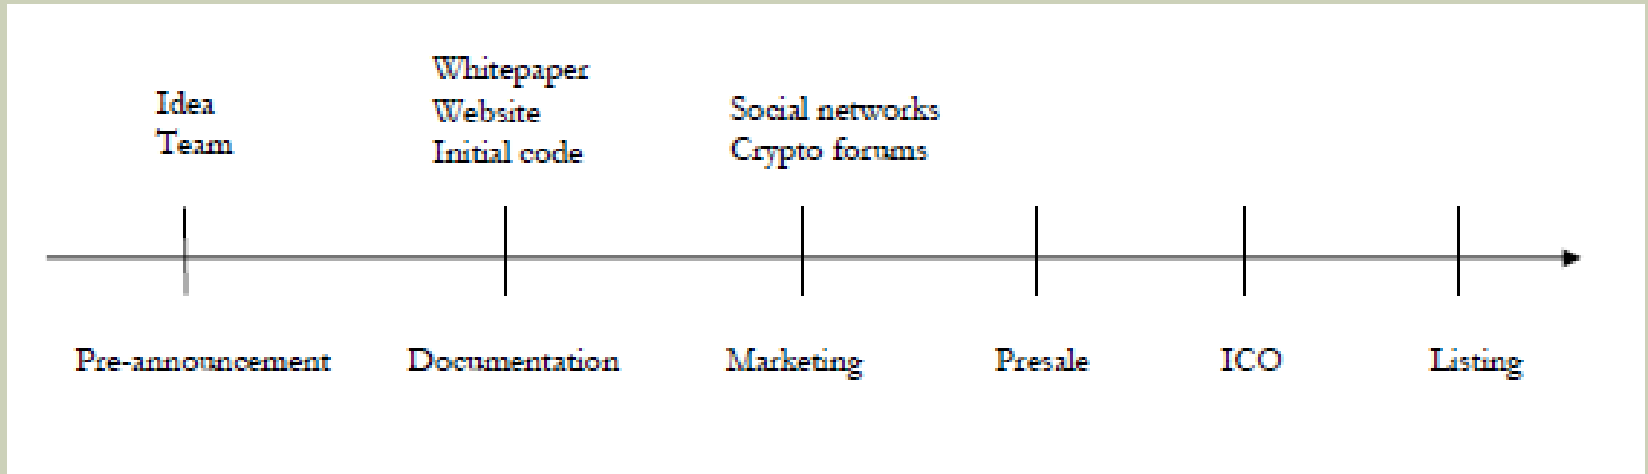 Idea
Team
Whitepaper
Website
Initial code
Social networks
Crypto forums
Pre-announcement
Documentation
Marketing
Presale
ICO
Listing